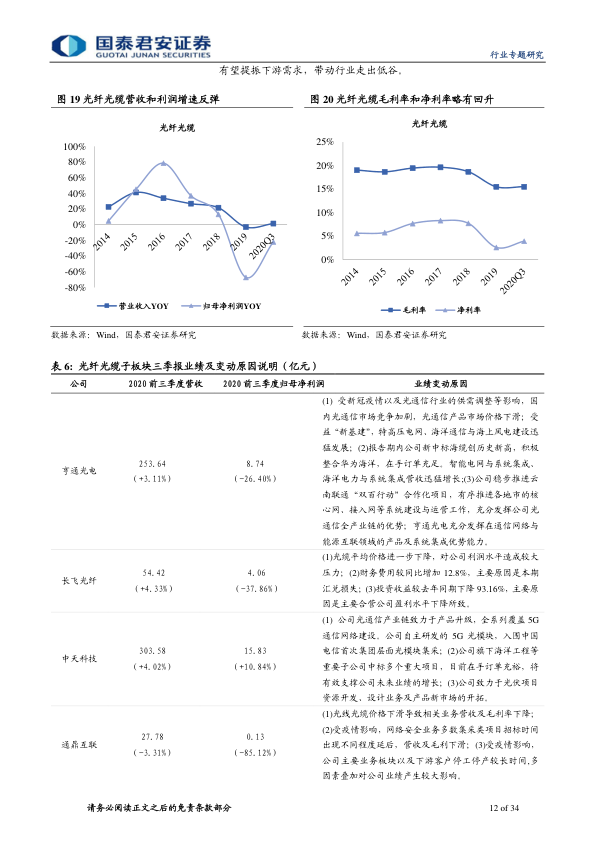 国泰君安证券
GUOTAI JUNAN SECURITIES
行业专题研究
有望提振下游需求，带动行业走出低谷。
图 19 光纤光缆营收和利润增速反弹
光纤光缆
100%
80%
60%
40%
20%
0%
-20%
-40%
-60%
-80%
2014
2015
2016
2017
2018
2019
2020Q3
营业收入YOY
归母净利润YOY
数据来源：Wind，国泰君安证券研究
图 20 光纤光缆毛利率和净利率略有回升
光纤光缆
25%
20%
15%
10%
5%
0%
2014
2015
2016
2017
2018
2019
2020Q3
毛利率
净利率
数据来源：Wind，国泰君安证券研究
表 6: 光纤光缆子板块三季报业绩及变动原因说明（亿元）
公司 2020 前三季度营收 2020 前三季度归母净利润 业绩变动原因
亨通光电
253.64
(+3.11%)
8.74
(-26.40%)
(1) 受新冠疫情以及光通信行业的供需调整等影响，国
内光通信市场竞争加剧，光通信产品市场价格下滑；受
益“新基建”，特高压电网、海洋通信与海上风电建设迅
猛发展；(2)报告期内公司新中标海缆创历史新高，积极
整合华为海洋，在手订单充足。智能电网与系统集成、
海洋电力与系统集成营收迅猛增长;(3)公司稳步推进云
南联通“双百行动”合作化项目，有序推进各地市的核
心网、接入网等系统建设与运营工作，充分发挥公司光
通信全产业链的优势；亨通光电充分发挥在通信网络与
能源互联领域的产品及系统集成优势能力。
长飞光纤
54.42
(+4.33%)
4.06
(-37.86%)
(1)光缆平均价格进一步下降，对公司利润水平造成较大
压力；(2)财务费用较同比增加 12.8%，主要原因是本期
汇兑损失；(3)投资收益较去年同期下降 93.16%，主要原
因是主要合营公司盈利水平下降所致。
中天科技
303.58
(+4.02%)
15.83
(+10.84%)
(1) 公司光通信产业链致力于产品升级，全系列覆盖 5G
通信网络建设。公司自主研发的 5G 光模块，入围中国
电信首次集团层面光模块集采；(2)公司旗下海洋工程等
重要子公司中标多个重大项目，目前在手订单充裕，将
有效支撑公司未来业绩的增长；(3)公司致力于光伏项目
资源开发、设计业务及产品新市场的开拓。
通鼎互联
27.78
(-3.31%)
0.13
(-85.12%)
(1)光线光缆价格下滑导致相关业务营收及毛利率下降；
(2)受疫情影响，网络安全业务多数集采类项目招标时间
出现不同程度延后，营收及毛利下滑；(3)受疫情影响，
公司主要业务板块以及下游客户停工停产较长时间,多
因素叠加对公司业绩产生较大影响。
请务必阅读正文之后的免责条款部分
12 of 34